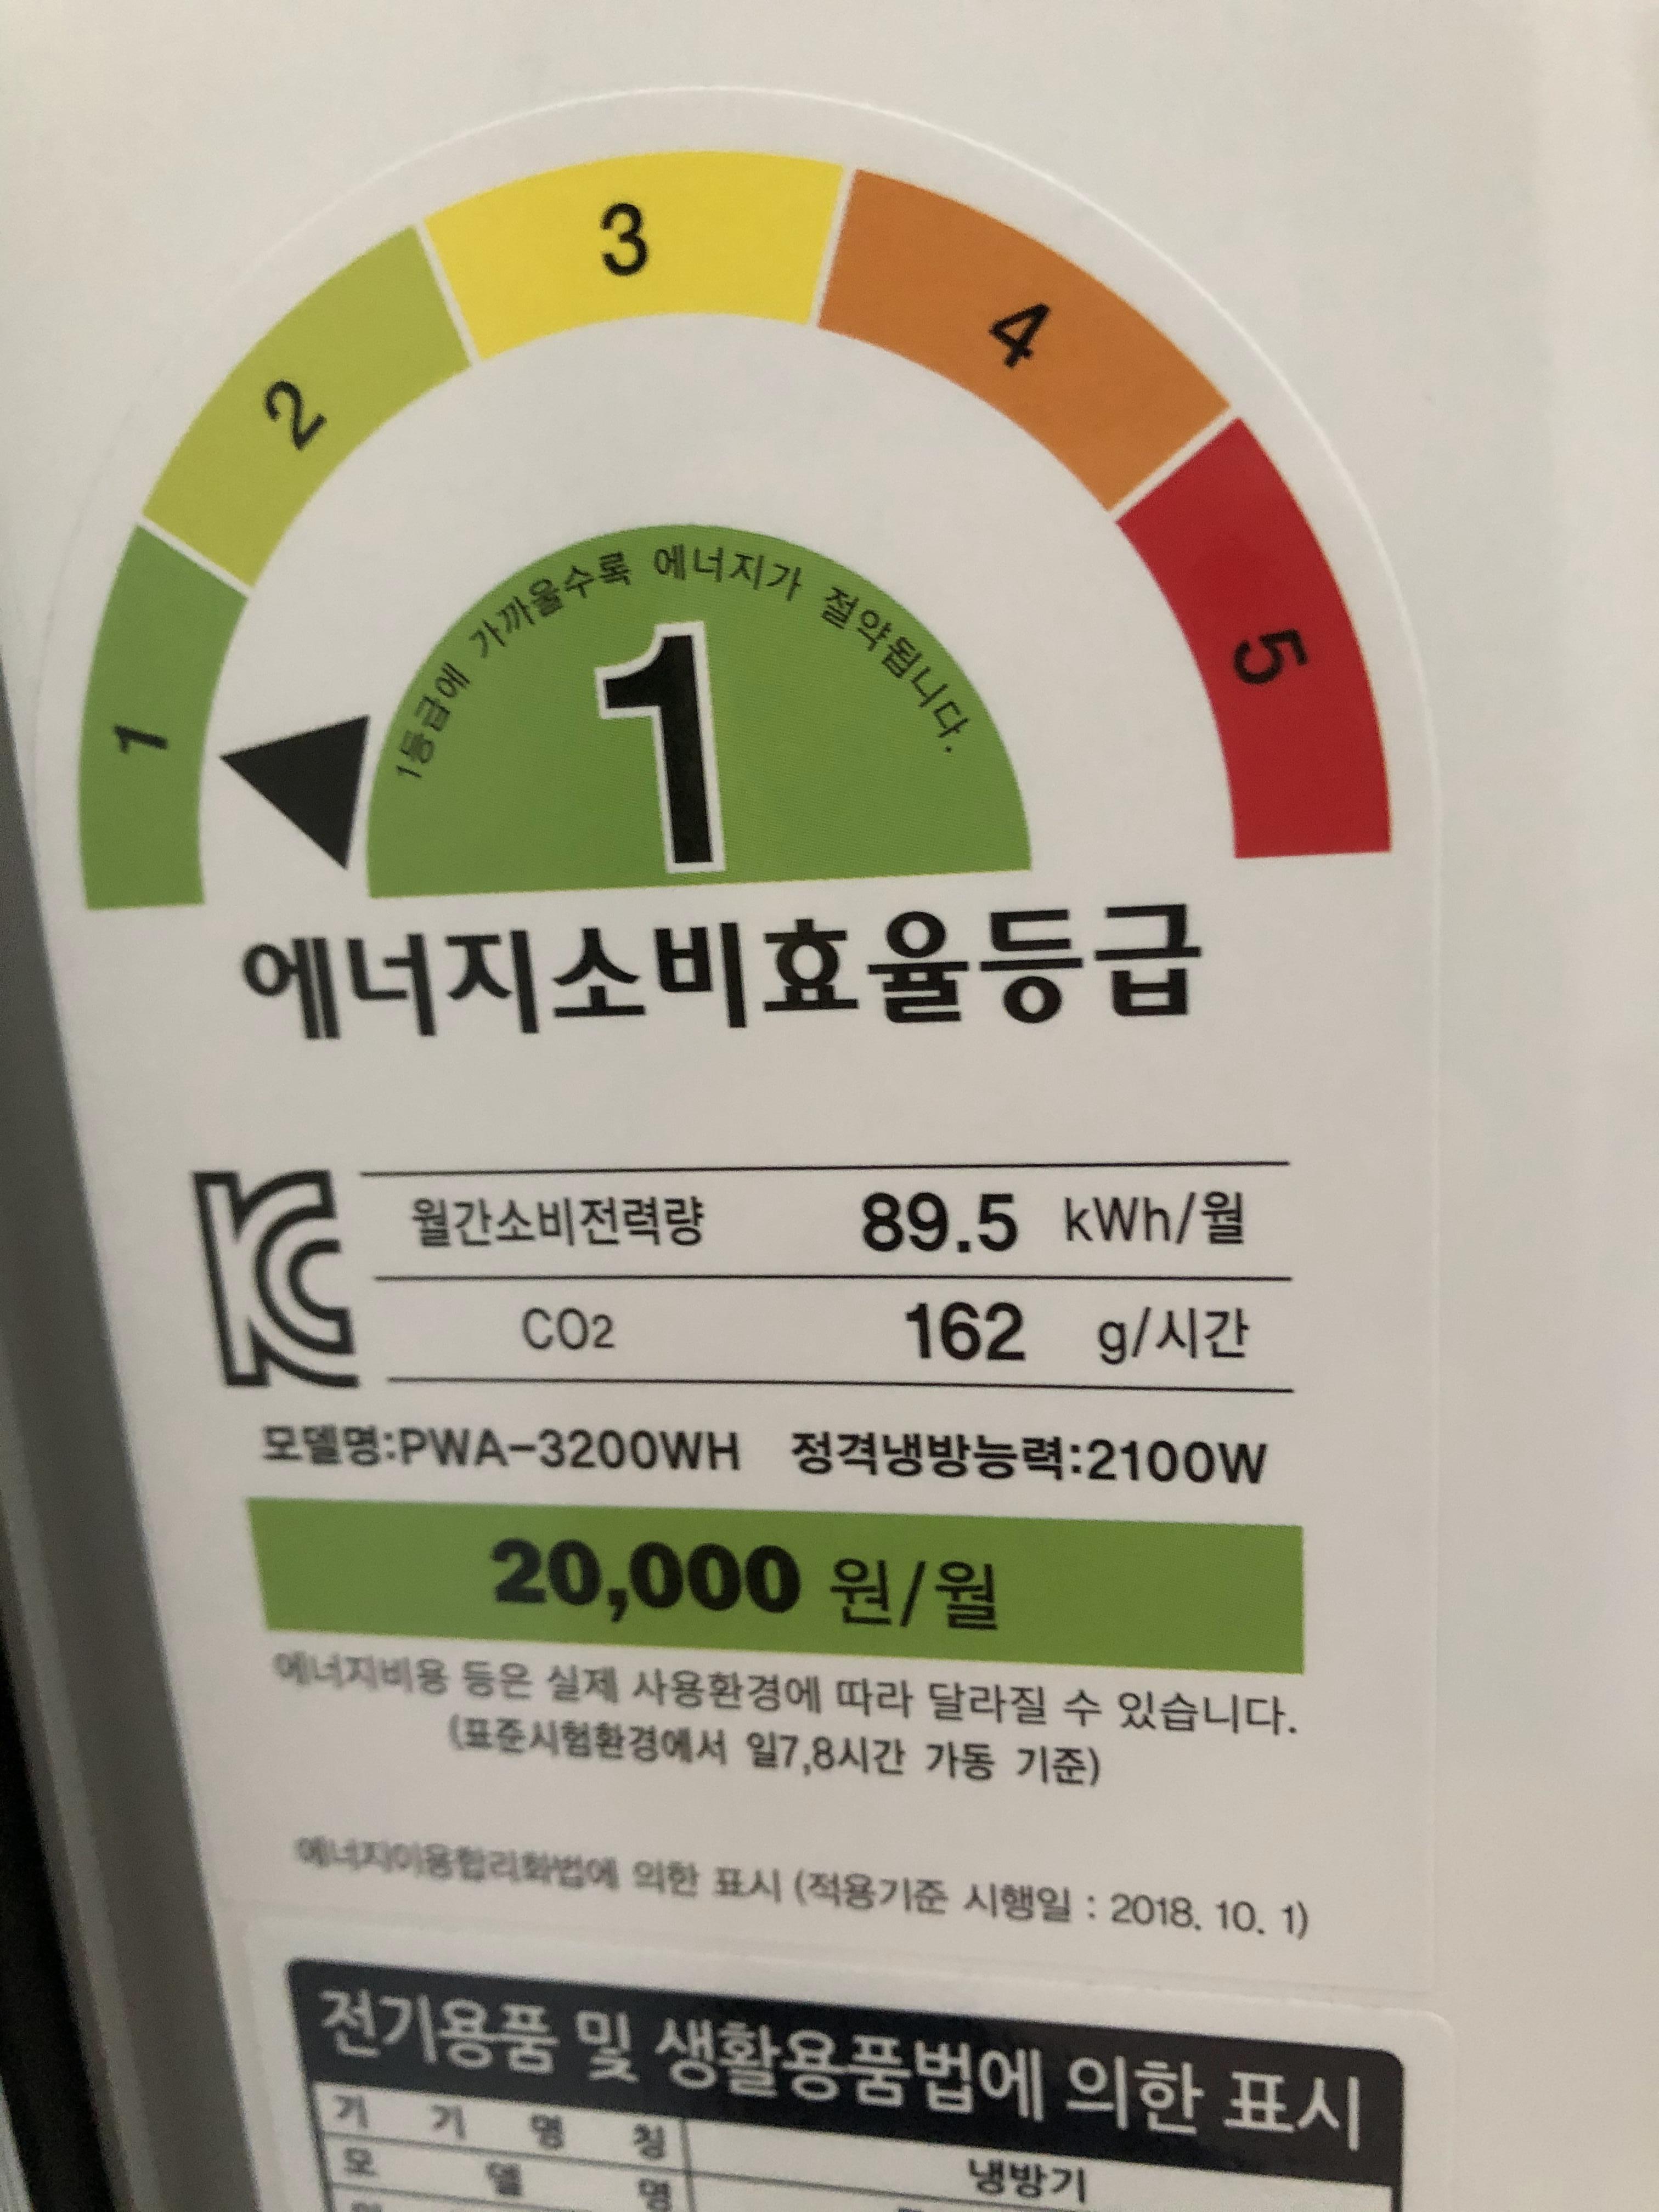 1
2
3
4
5
1등급에 가까울수록 에너지가 절약됩니다.
1
에너지소비효율등급
KC
월간소비전력량 89.5 kWh/월
CO2 162 g/시간
모델명:PWA-3200WH 정격냉방능력:2100W
20,000 원/월
에너지비용 등은 실제 사용환경에 따라 달라질 수 있습니다.
(표준시험환경에서 일7,8시간 가동 기준)
에너지이용합리화법에 의한 표시 (적용기준 시행일 : 2018. 10. 1)
전기용품 및 생활용품법에 의한 표시
기 기 명 칭 냉방기
모 델 명